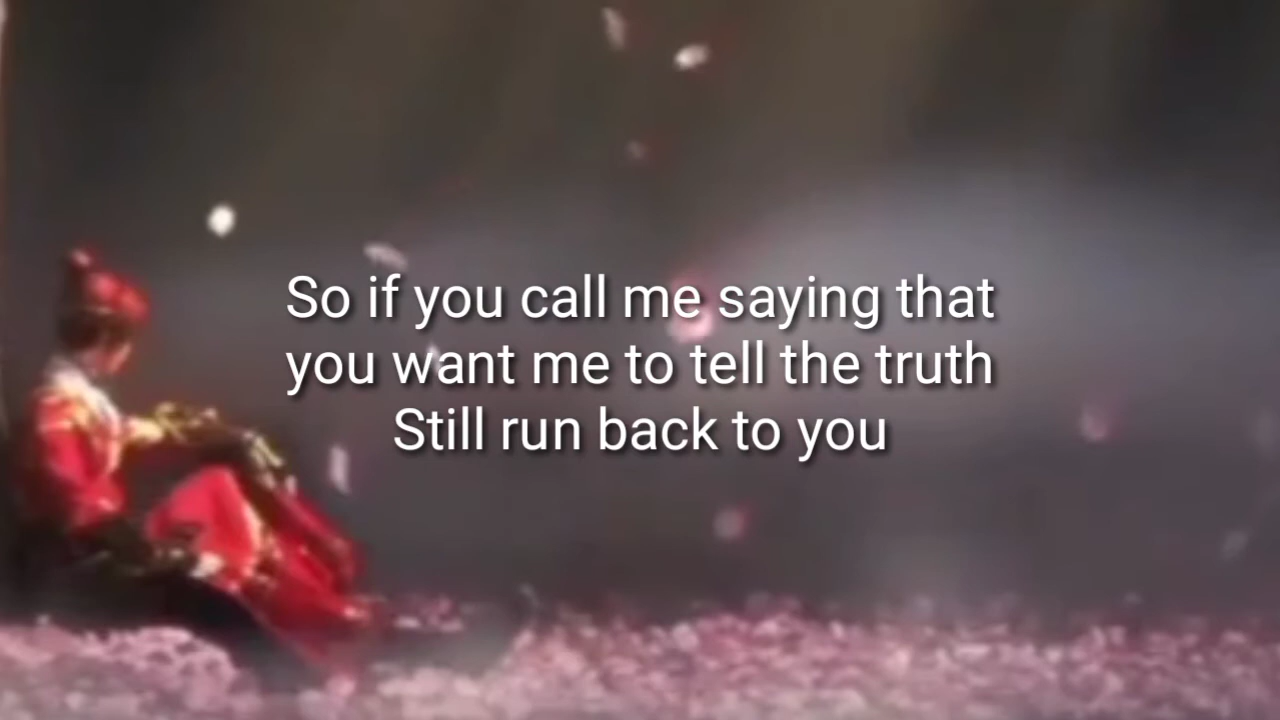 So if you call me saying that
you want me to tell the truth
Still run back to you